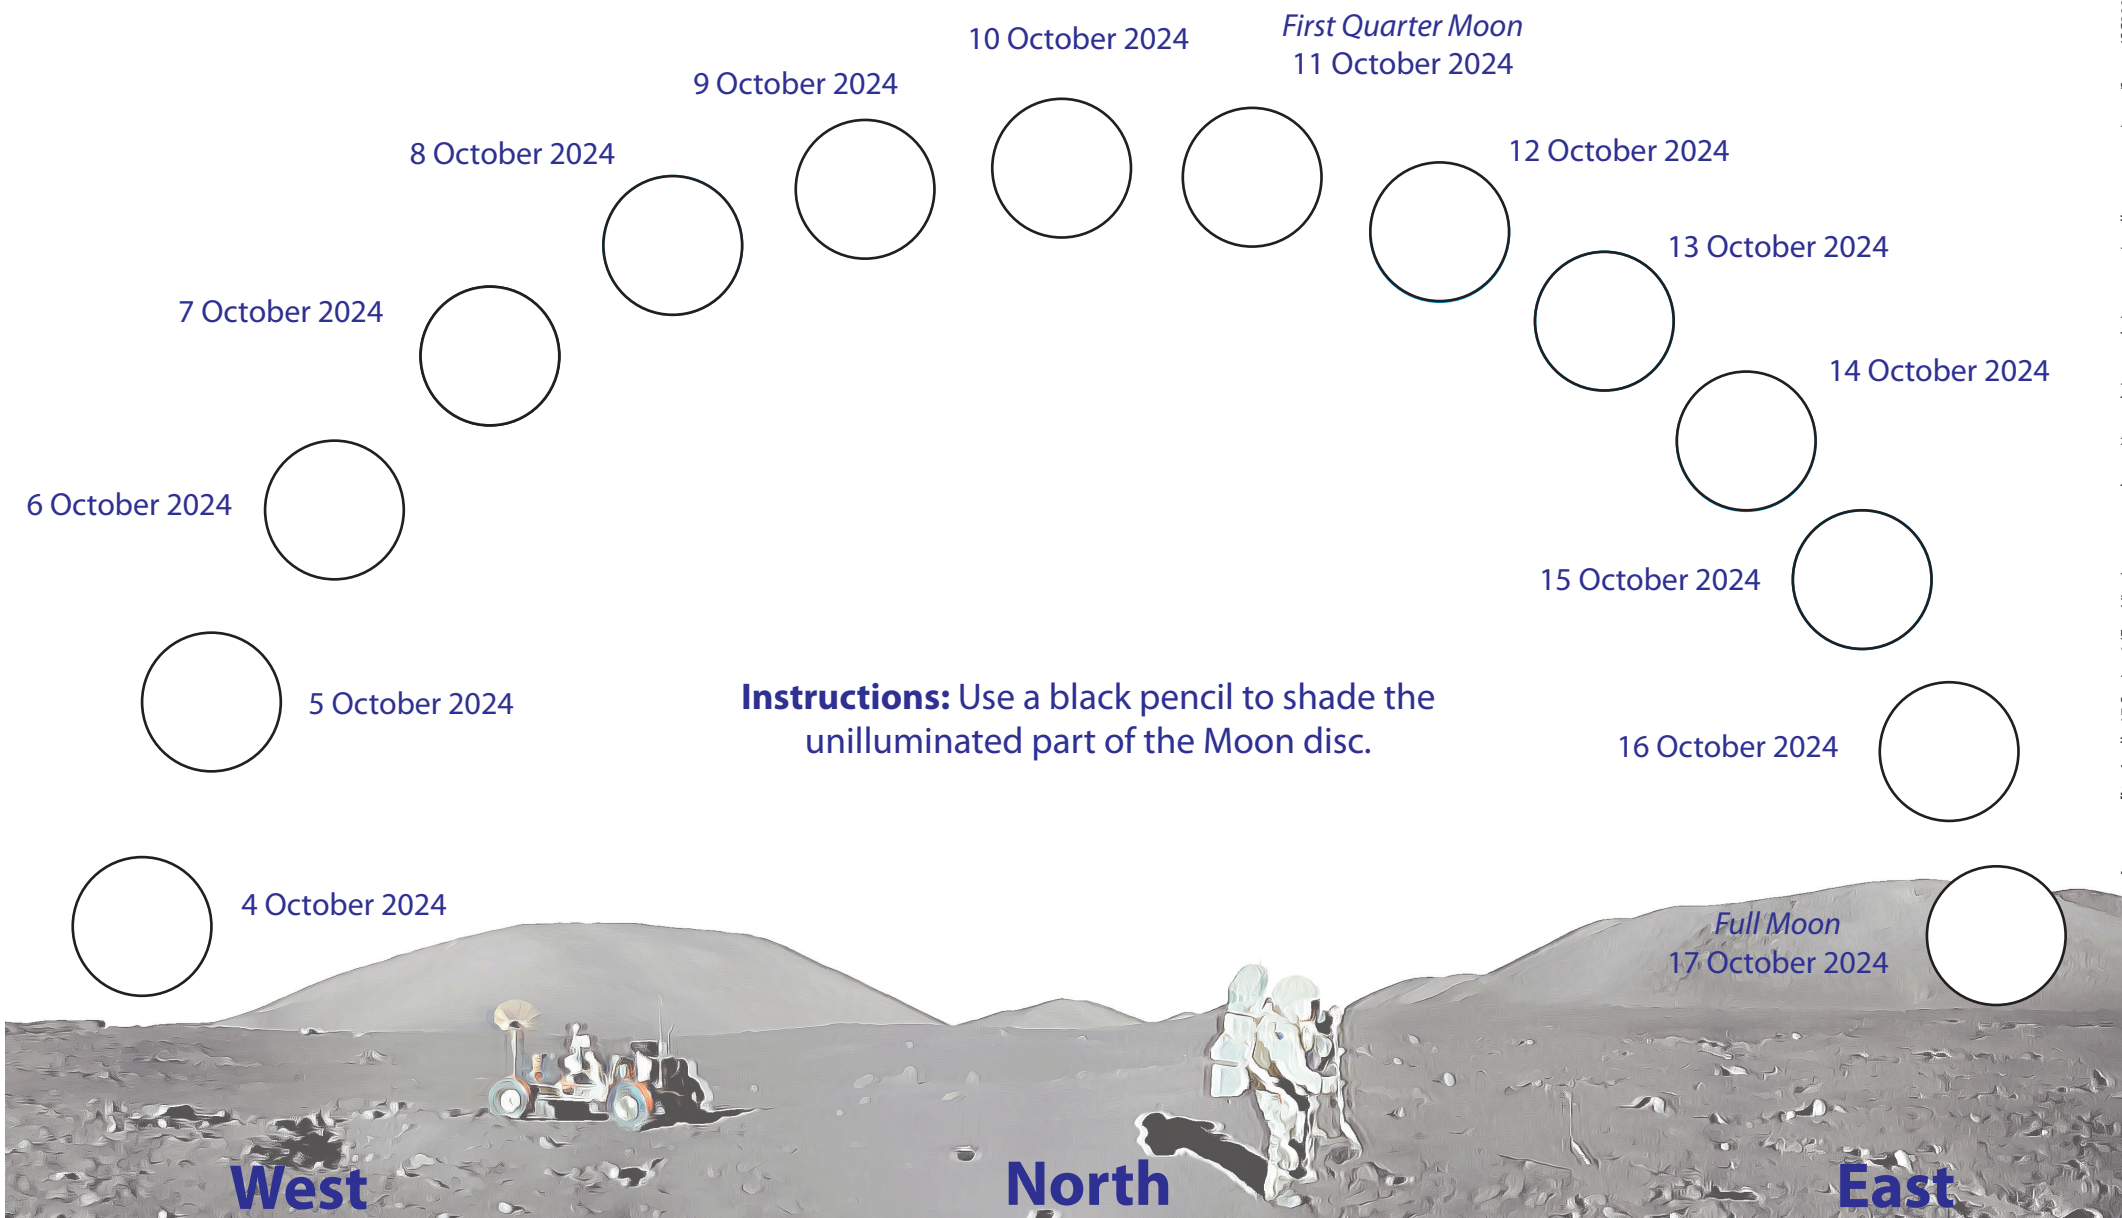 First Quarter Moon
10 October 2024
11 October 2024
9 October 2024
8 October 2024
12 October 2024
13 October 2024
7 October 2024
14 October 2024
6 October 2024
15 October 2024
5 October 2024
Instructions: Use a black pencil to shade the
unilluminated part of the Moon disc.
16 October 2024
4 October 2024
Full Moon
17 October 2024
West
North
East